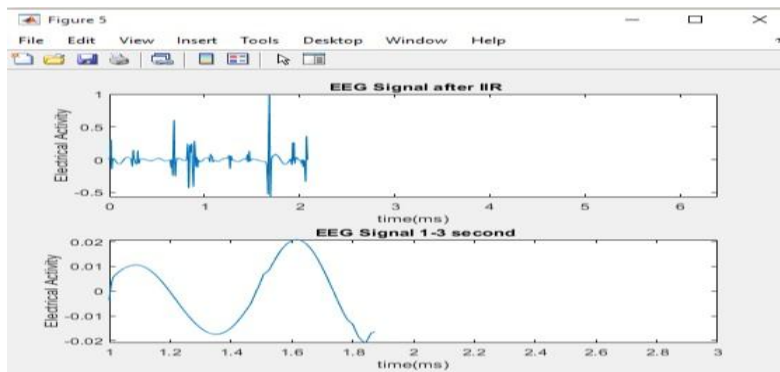 Figure 5
File Edit View Insert Tools Desktop Window Help
EEG Signal after IIR
1
0.5
0
-0.5
Electrical Activity
0 1 2 3 4 5 6
time(ms)
EEG Signal 1-3 second
0.02
0.01
0
-0.01
-0.02
Electrical Activity
1 1.2 1.4 1.6 1.8 2 2.2 2.4 2.6 2.8 3
time(ms)